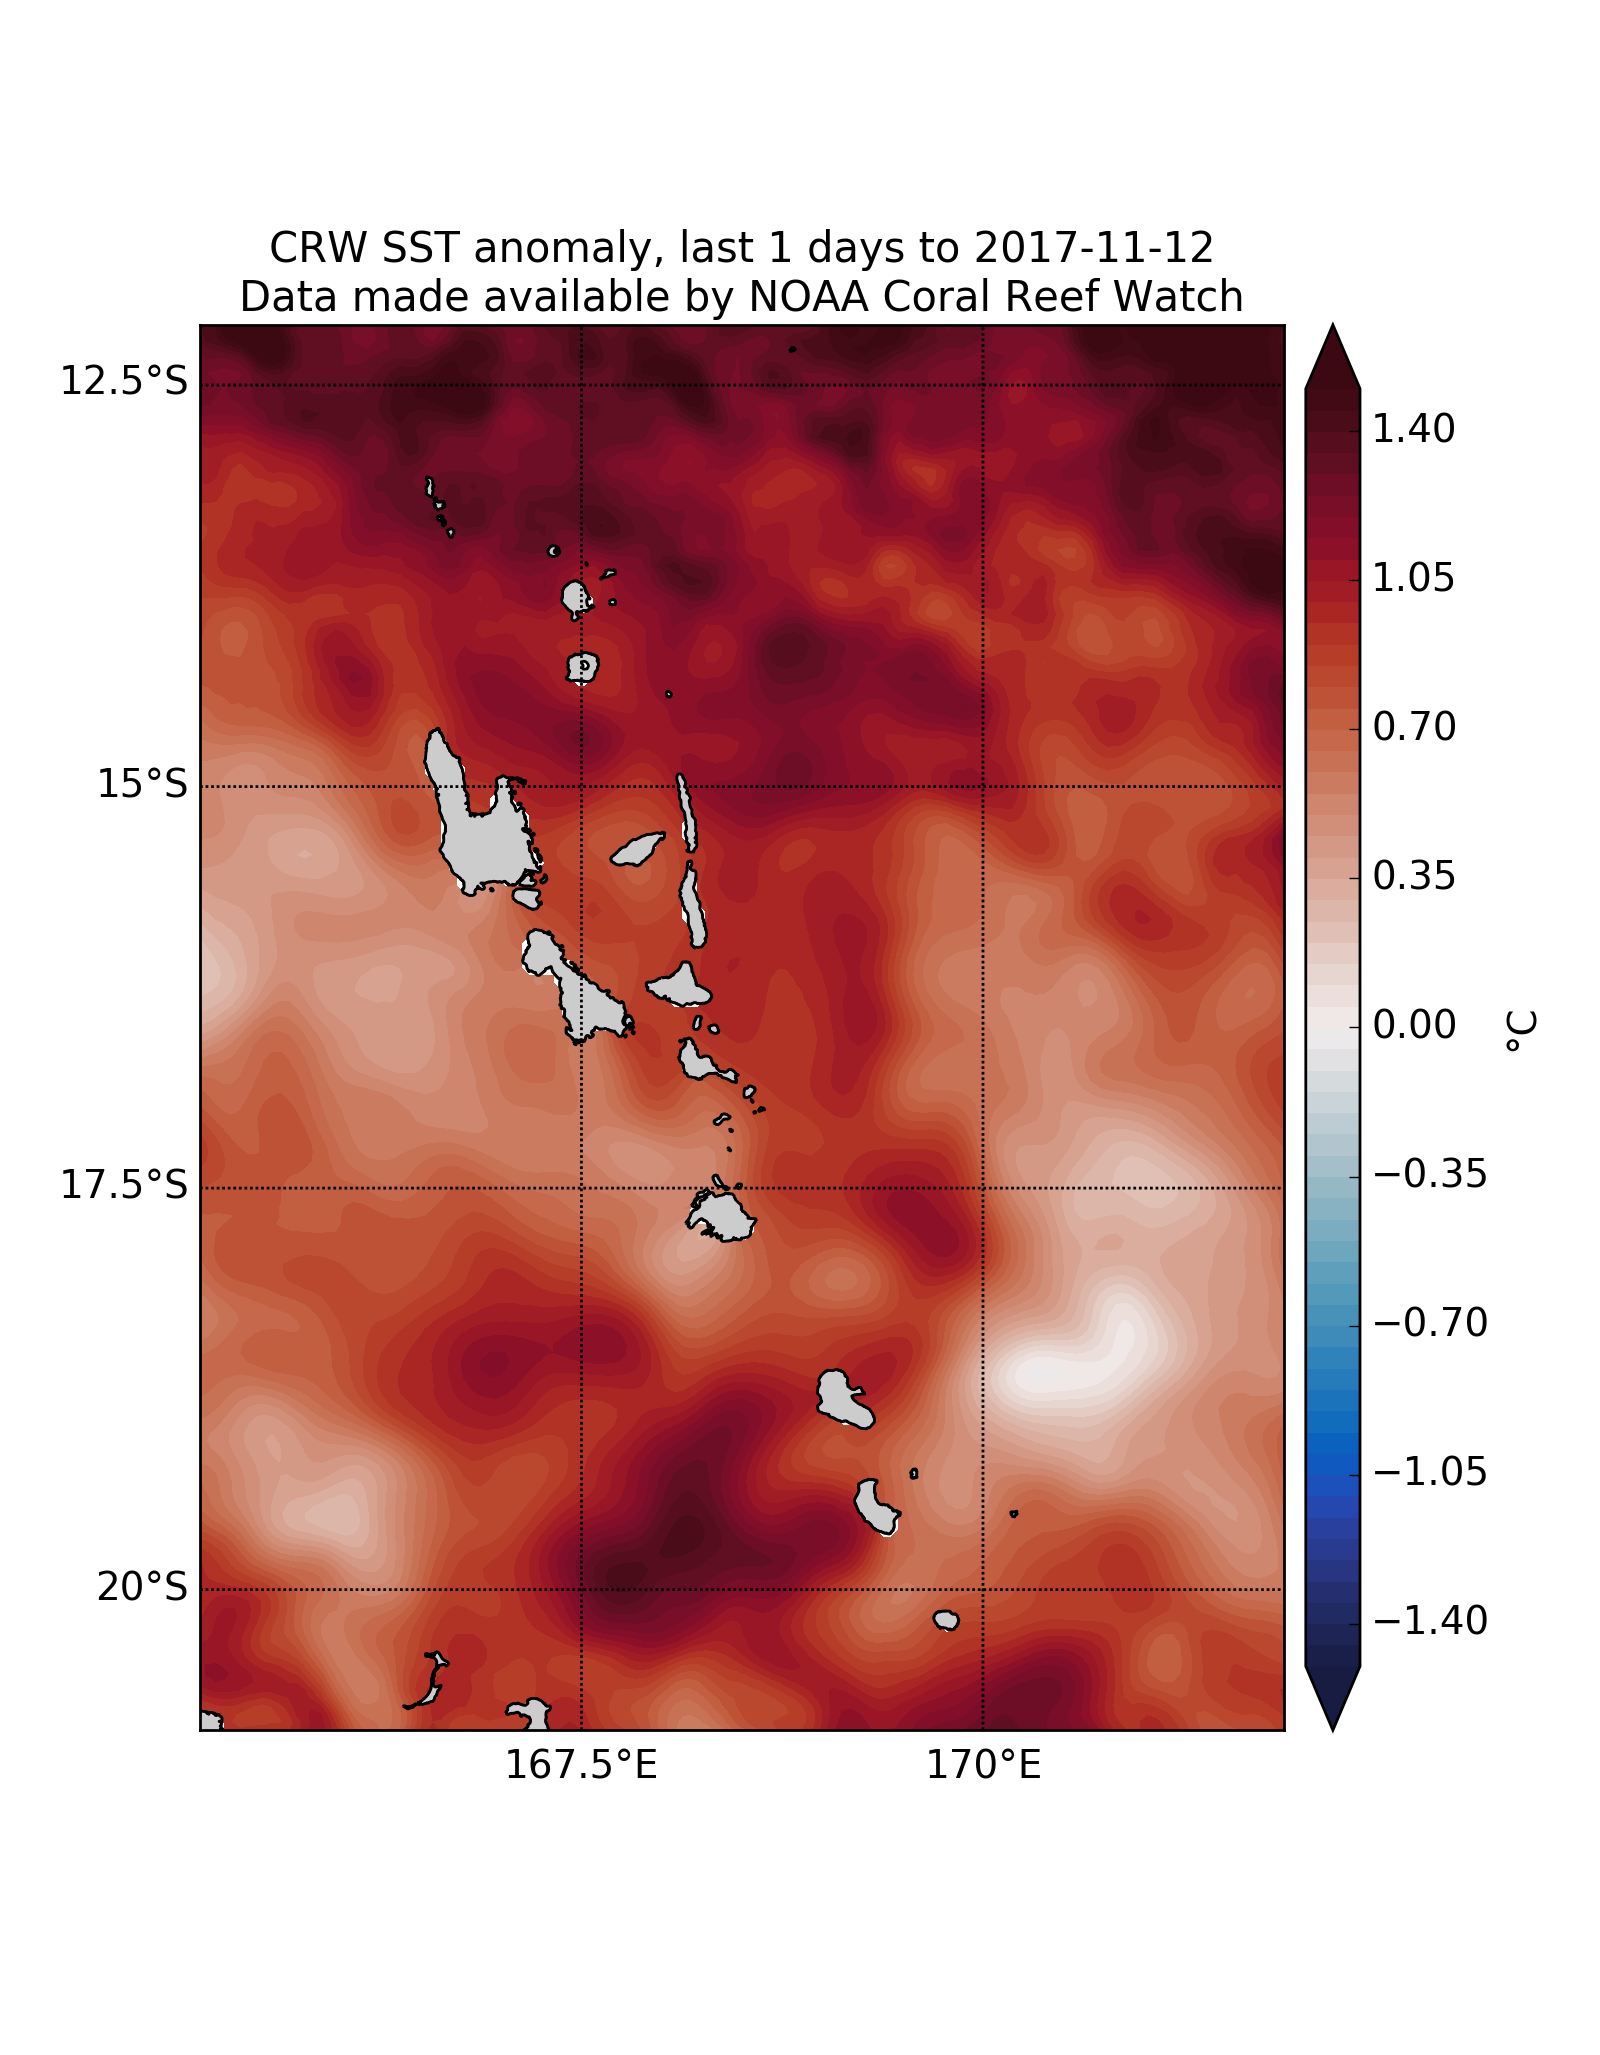 CRW SST anomaly, last 1 days to 2017-11-12
Data made available by NOAA Coral Reef Watch
12.5°S
15°S
17.5°S
20°S
167.5°E
170°E
1.40
1.05
0.70
0.35
0.00
−0.35
−0.70
−1.05
−1.40
°C